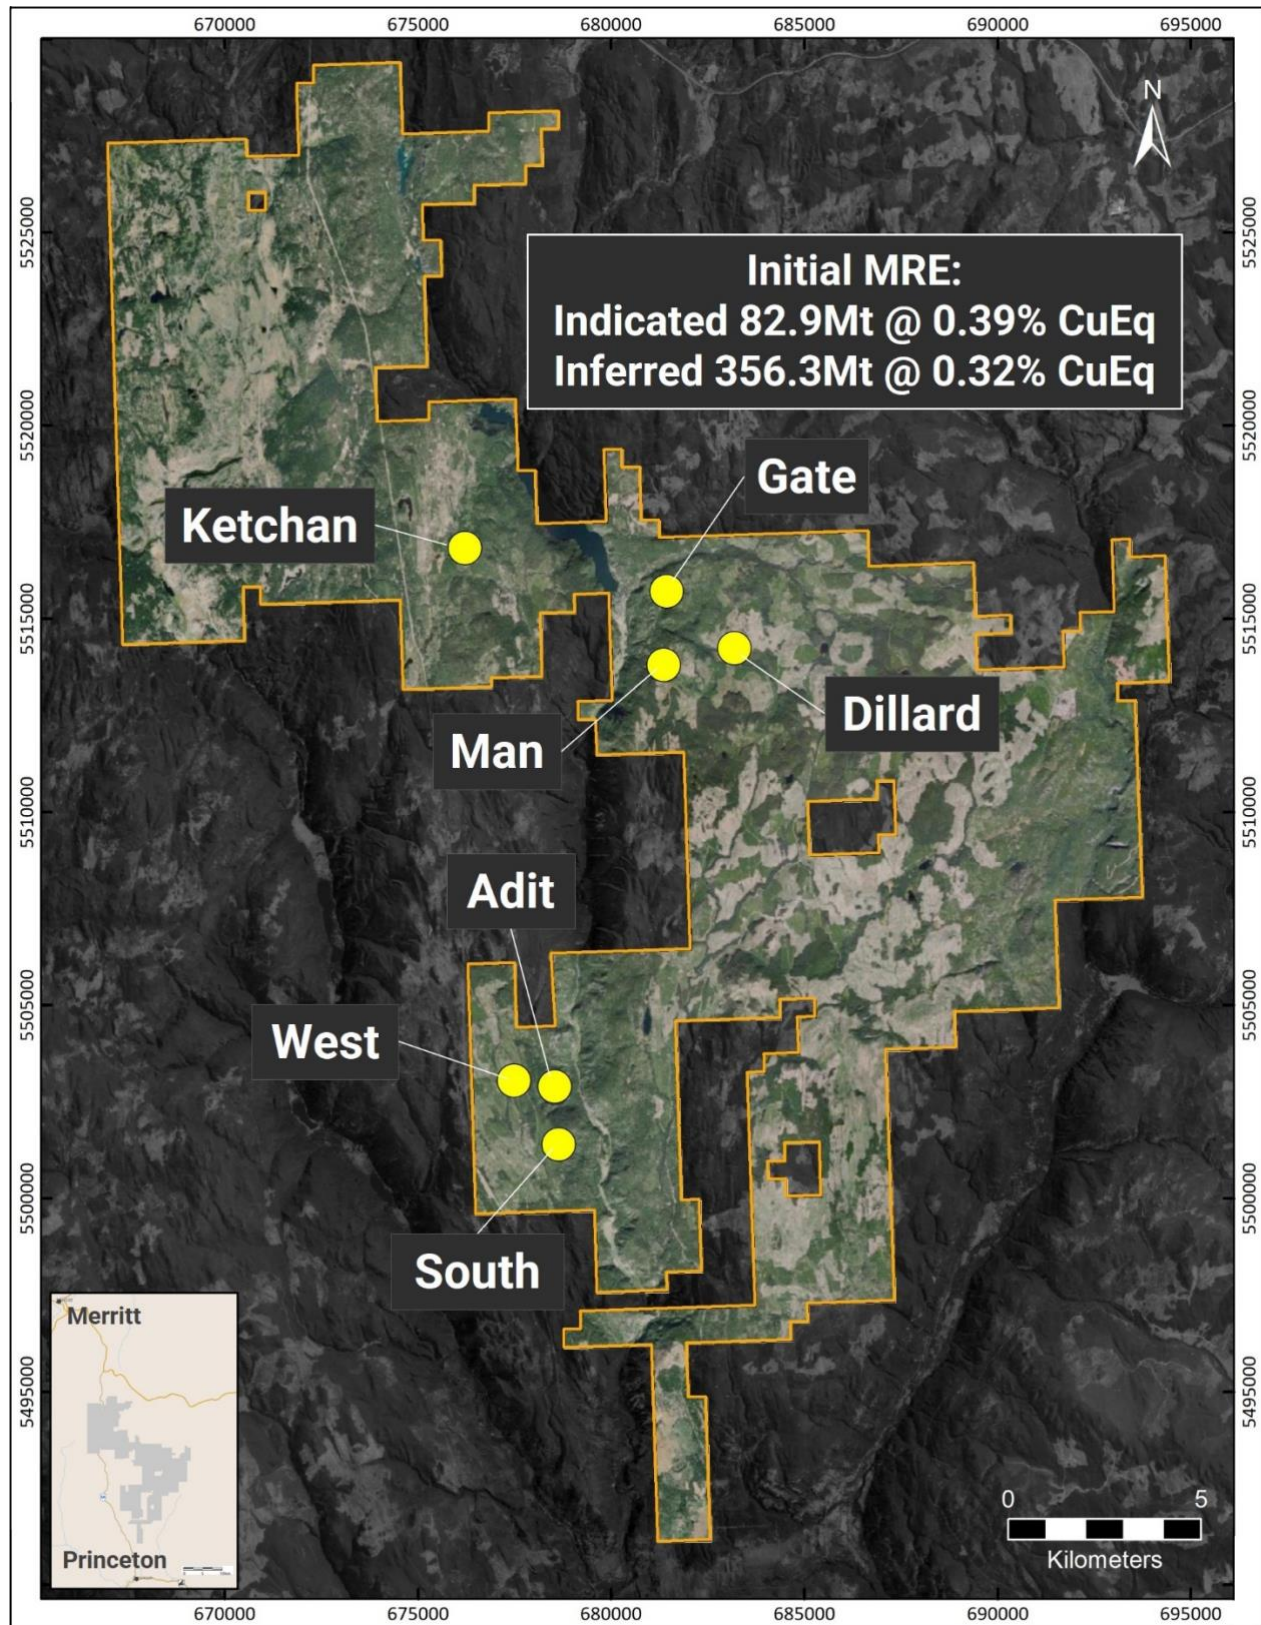 670000 675000 680000 685000 690000 695000
N
5525000 5525000
Initial MRE:
Indicated 82.9Mt @ 0.39% CuEq
Inferred 356.3Mt @ 0.32% CuEq
5520000 5520000
Gate
Ketchan
5515000 5515000
Dillard
Man
5510000 5510000
Adit
5505000 5505000
West
5500000 5500000
South
Merritt
5495000 5495000
0 5
Kilometers
Princeton
670000 675000 680000 685000 690000 695000